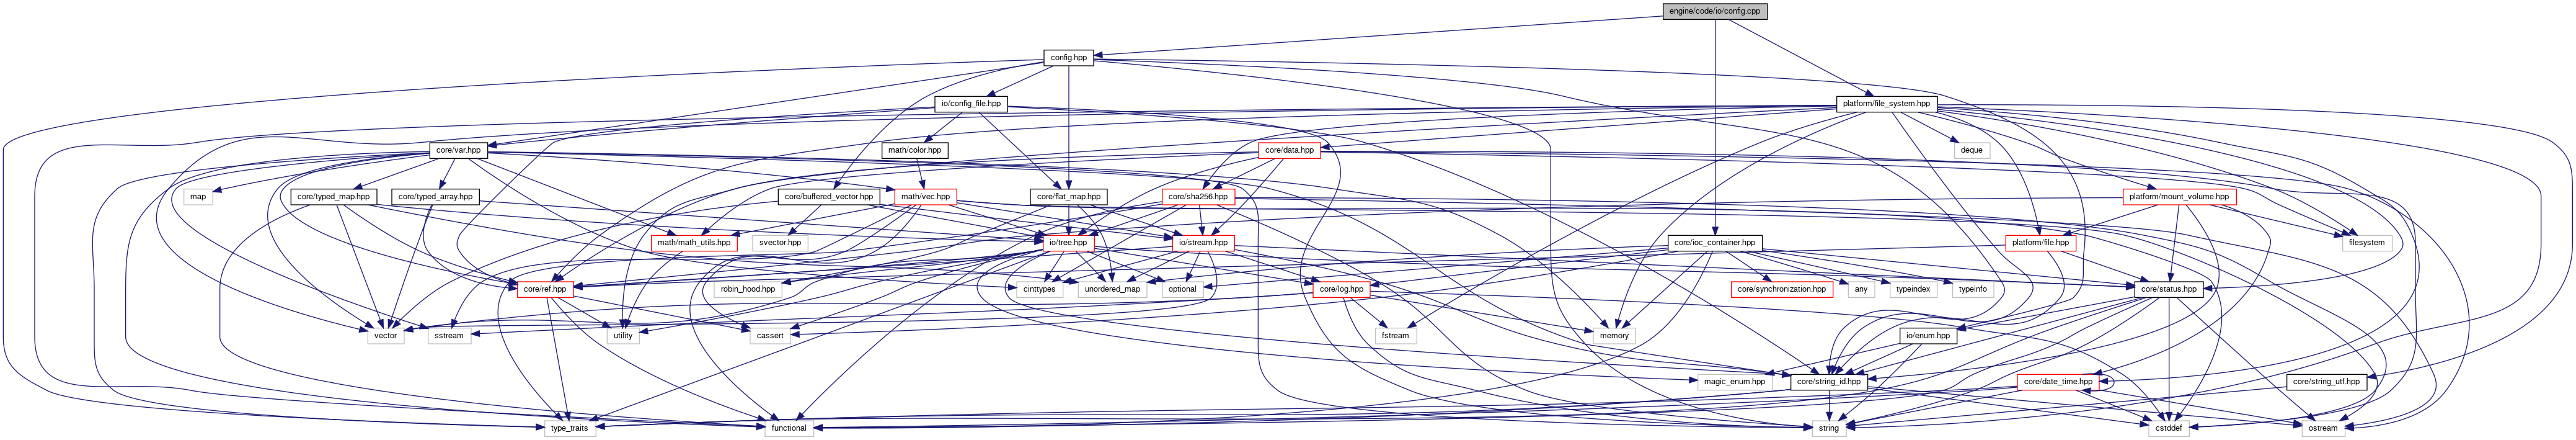 engine/code/io/config.cpp
config.hpp
io/config_file.hpp
platform/file_system.hpp
core/var.hpp
math/color.hpp
core/data.hpp
deque
map
core/typed_map.hpp
core/typed_array.hpp
core/buffered_vector.hpp
math/vec.hpp
core/flat_map.hpp
core/sha256.hpp
platform/mount_volume.hpp
math/math_utils.hpp
svector.hpp
io/tree.hpp
io/stream.hpp
core/ioc_container.hpp
platform/file.hpp
filesystem
core/ref.hpp
robin_hood.hpp
cinttypes
unordered_map
optional
core/log.hpp
core/synchronization.hpp
any
typeindex
typeinfo
core/status.hpp
vector
sstream
utility
cassert
fstream
memory
io/enum.hpp
magic_enum.hpp
core/string_id.hpp
core/date_time.hpp
core/string_utf.hpp
type_traits
functional
string
cstddef
ostream